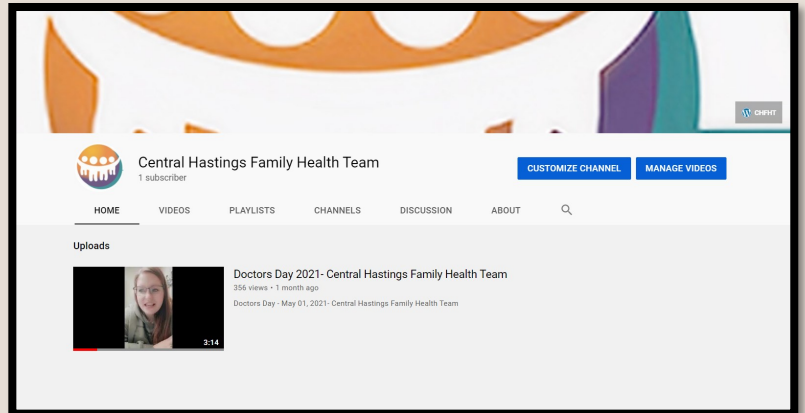 CHFHT
Central Hastings Family Health Team
1 subscriber
CUSTOMIZE CHANNEL
MANAGE VIDEOS
HOME VIDEOS PLAYLISTS CHANNELS DISCUSSION ABOUT
Uploads
Doctors Day 2021- Central Hastings Family Health Team
356 views • 1 month ago
Doctors Day - May 01, 2021- Central Hastings Family Health Team
3:14